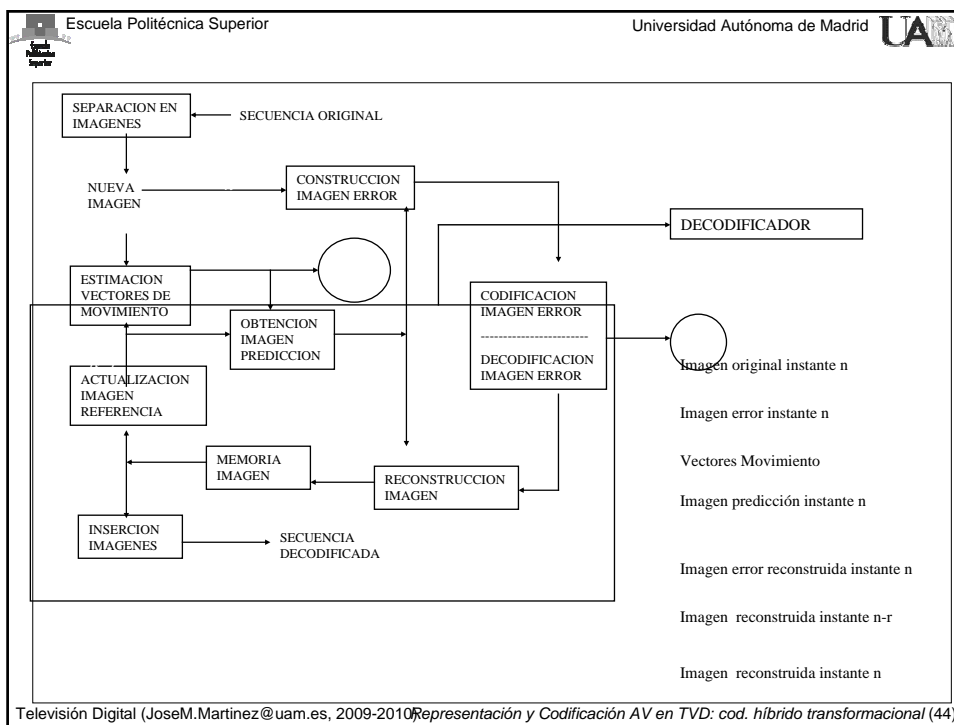 Escuela Politécnica Superior
Universidad Autónoma de Madrid
UAM
Escuela
Politécnica
Superior
SEPARACION EN
IMAGENES
SECUENCIA ORIGINAL
NUEVA
IMAGEN
CONSTRUCCION
IMAGEN ERROR
DECODIFICADOR
ESTIMACION
VECTORES DE
MOVIMIENTO
OBTENCION
IMAGEN
PREDICCION
CODIFICACION
IMAGEN ERROR
------------------------
DECODIFICACION
IMAGEN ERROR
ACTUALIZACION
IMAGEN
REFERENCIA
MEMORIA
IMAGEN
RECONSTRUCCION
IMAGEN
INSERCION
IMAGENES
SECUENCIA
DECODIFICADA
Imagen original instante n
Imagen error instante n
Vectores Movimiento
Imagen predicción instante n
Imagen error reconstruida instante n
Imagen reconstruida instante n-r
Imagen reconstruida instante n
Televisión Digital (JoseM.Martinez@uam.es, 2009-2010) Representación y Codificación AV en TVD: cod. híbrido transformacional (44)